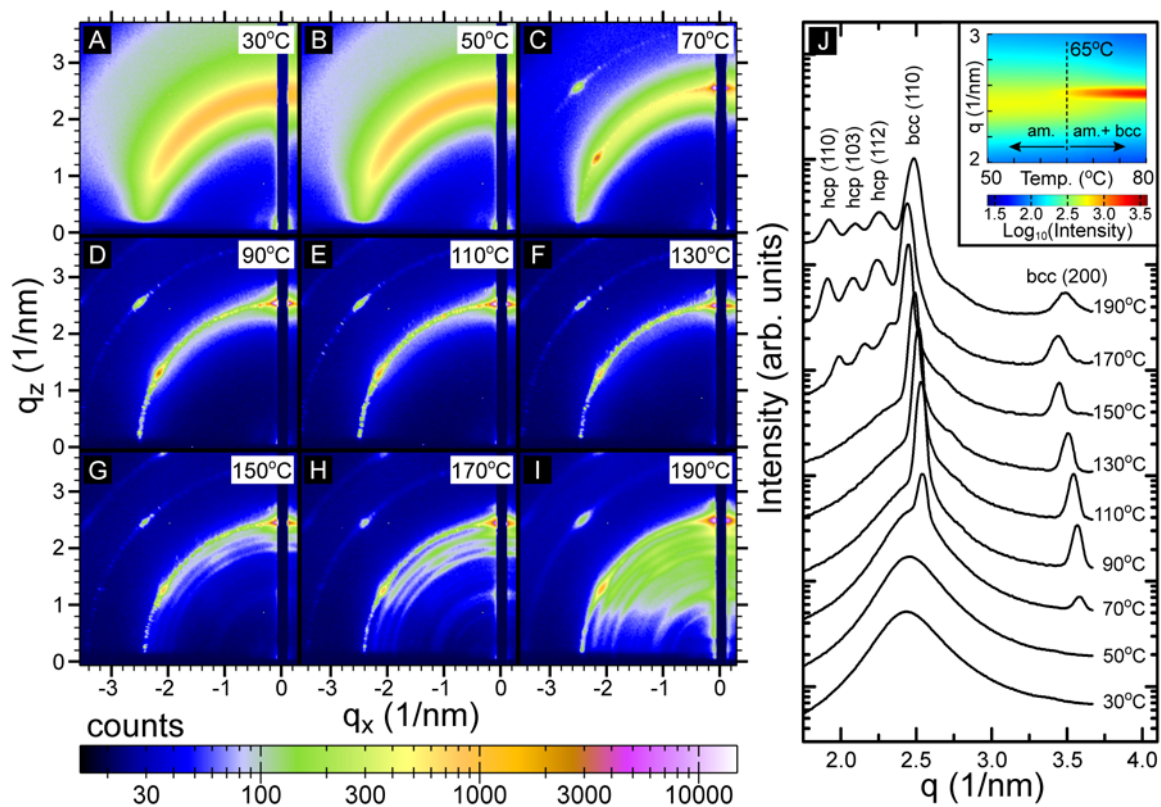 A 30°C
B 50°C
C 70°C
3
2
1
0
D 90°C
E 110°C
F 130°C
3
2
1
0
G 150°C
H 170°C
I 190°C
3
2
1
0
q_z (1/nm)
-3 -2 -1 0 -3 -2 -1 0 -3 -2 -1 0
q_x (1/nm)
counts
30 100 300 1000 3000 10000
J
Intensity (arb. units)
hcp (110)
hcp (103)
hcp (112)
bcc (110)
bcc (200)
190°C
170°C
150°C
130°C
110°C
90°C
70°C
50°C
30°C
2.0 2.5 3.0 3.5 4.0
q (1/nm)
3
q (1/nm)
2
65°C
am. am.+ bcc
50 Temp. (°C) 80
1.5 2.0 2.5 3.0 3.5
Log10(Intensity)